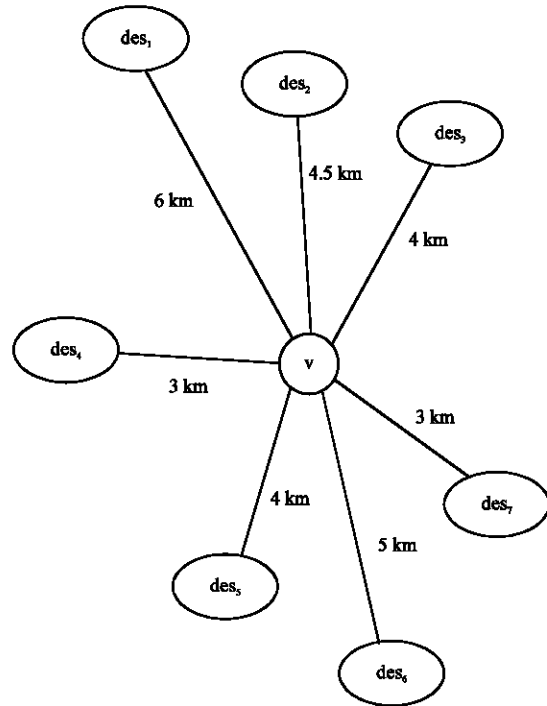 des₁
des₂
des₃
4.5 km
6 km
4 km
des₄
v
3 km
3 km
4 km
des₇
5 km
des₅
des₆